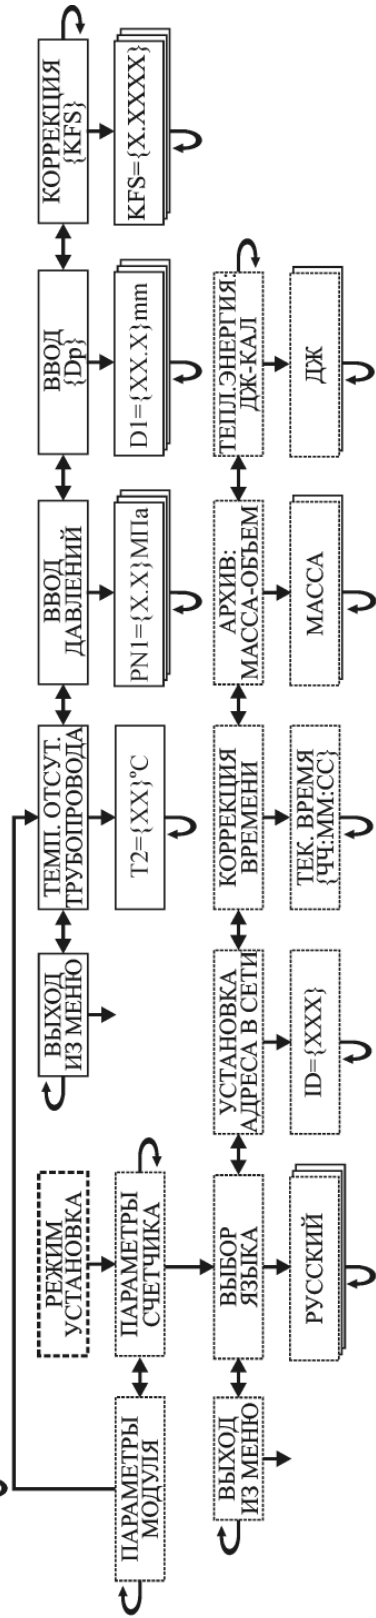 ВЫХОД
ИЗ МЕНЮ
ТЕМП. ОТСУТ.
ТРУБОПРОВОДА
ВВОД
ДАВЛЕНИЙ
ВВОД
{Dp}
КОРРЕКЦИЯ
{KFS}
T2={XX}°C
PN1={X.X}МПа
D1={XX.X}mm
KFS={X.XXXX}
РЕЖИМ
УСТАНОВКА
ПАРАМЕТРЫ
МОДУЛЯ
ПАРАМЕТРЫ
СЧЕТЧИКА
ВЫХОД
ИЗ МЕНЮ
ВЫБОР
ЯЗЫКА
УСТАНОВКА
АДРЕСА В СЕТИ
КОРРЕКЦИЯ
ВРЕМЕНИ
АРХИВ:
МАССА-ОБЪЕМ
ТЕПЛ.ЭНЕРГИЯ:
ДЖ-КАЛ
РУССКИЙ
ID={XXX}
ТЕК. ВРЕМЯ
{ЧЧ:ММ:СС}
МАССА
ДЖ